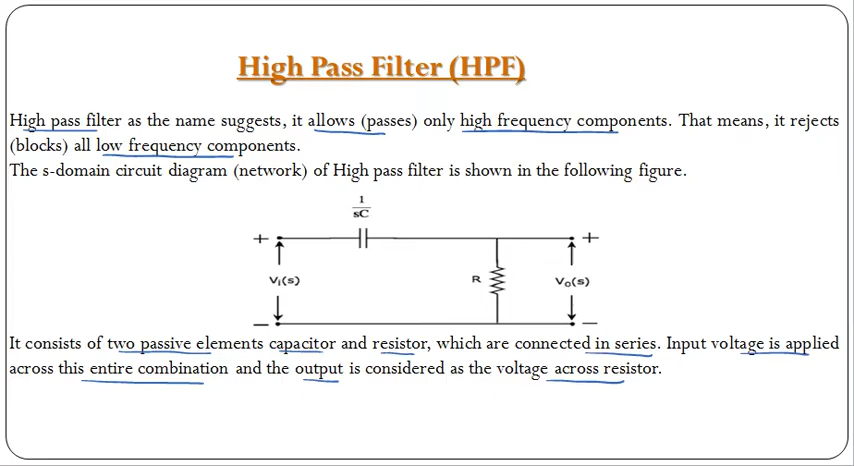 High Pass Filter (HPF)
High pass filter as the name suggests, it allows (passes) only high frequency components. That means, it rejects
(blocks) all low frequency components.
The s-domain circuit diagram (network) of High pass filter is shown in the following figure.
1
sC
+ +
Vi(s) R Vo(s)
— —
It consists of two passive elements capacitor and resistor, which are connected in series. Input voltage is applied
across this entire combination and the output is considered as the voltage across resistor.